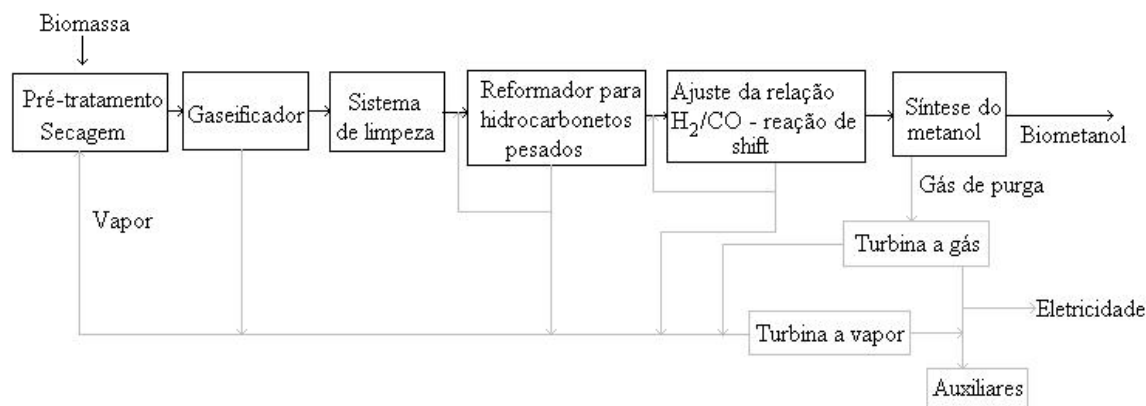 Biomassa
Pré-tratamento
Secagem
Gaseificador
Sistema
de limpeza
Reformador para
hidrocarbonetos
pesados
Ajuste da relação
H₂/CO - reação de
shift
Síntese do
metanol
Biometanol
Gás de purga
Vapor
Turbina a gás
Eletricidade
Turbina a vapor
Auxiliares